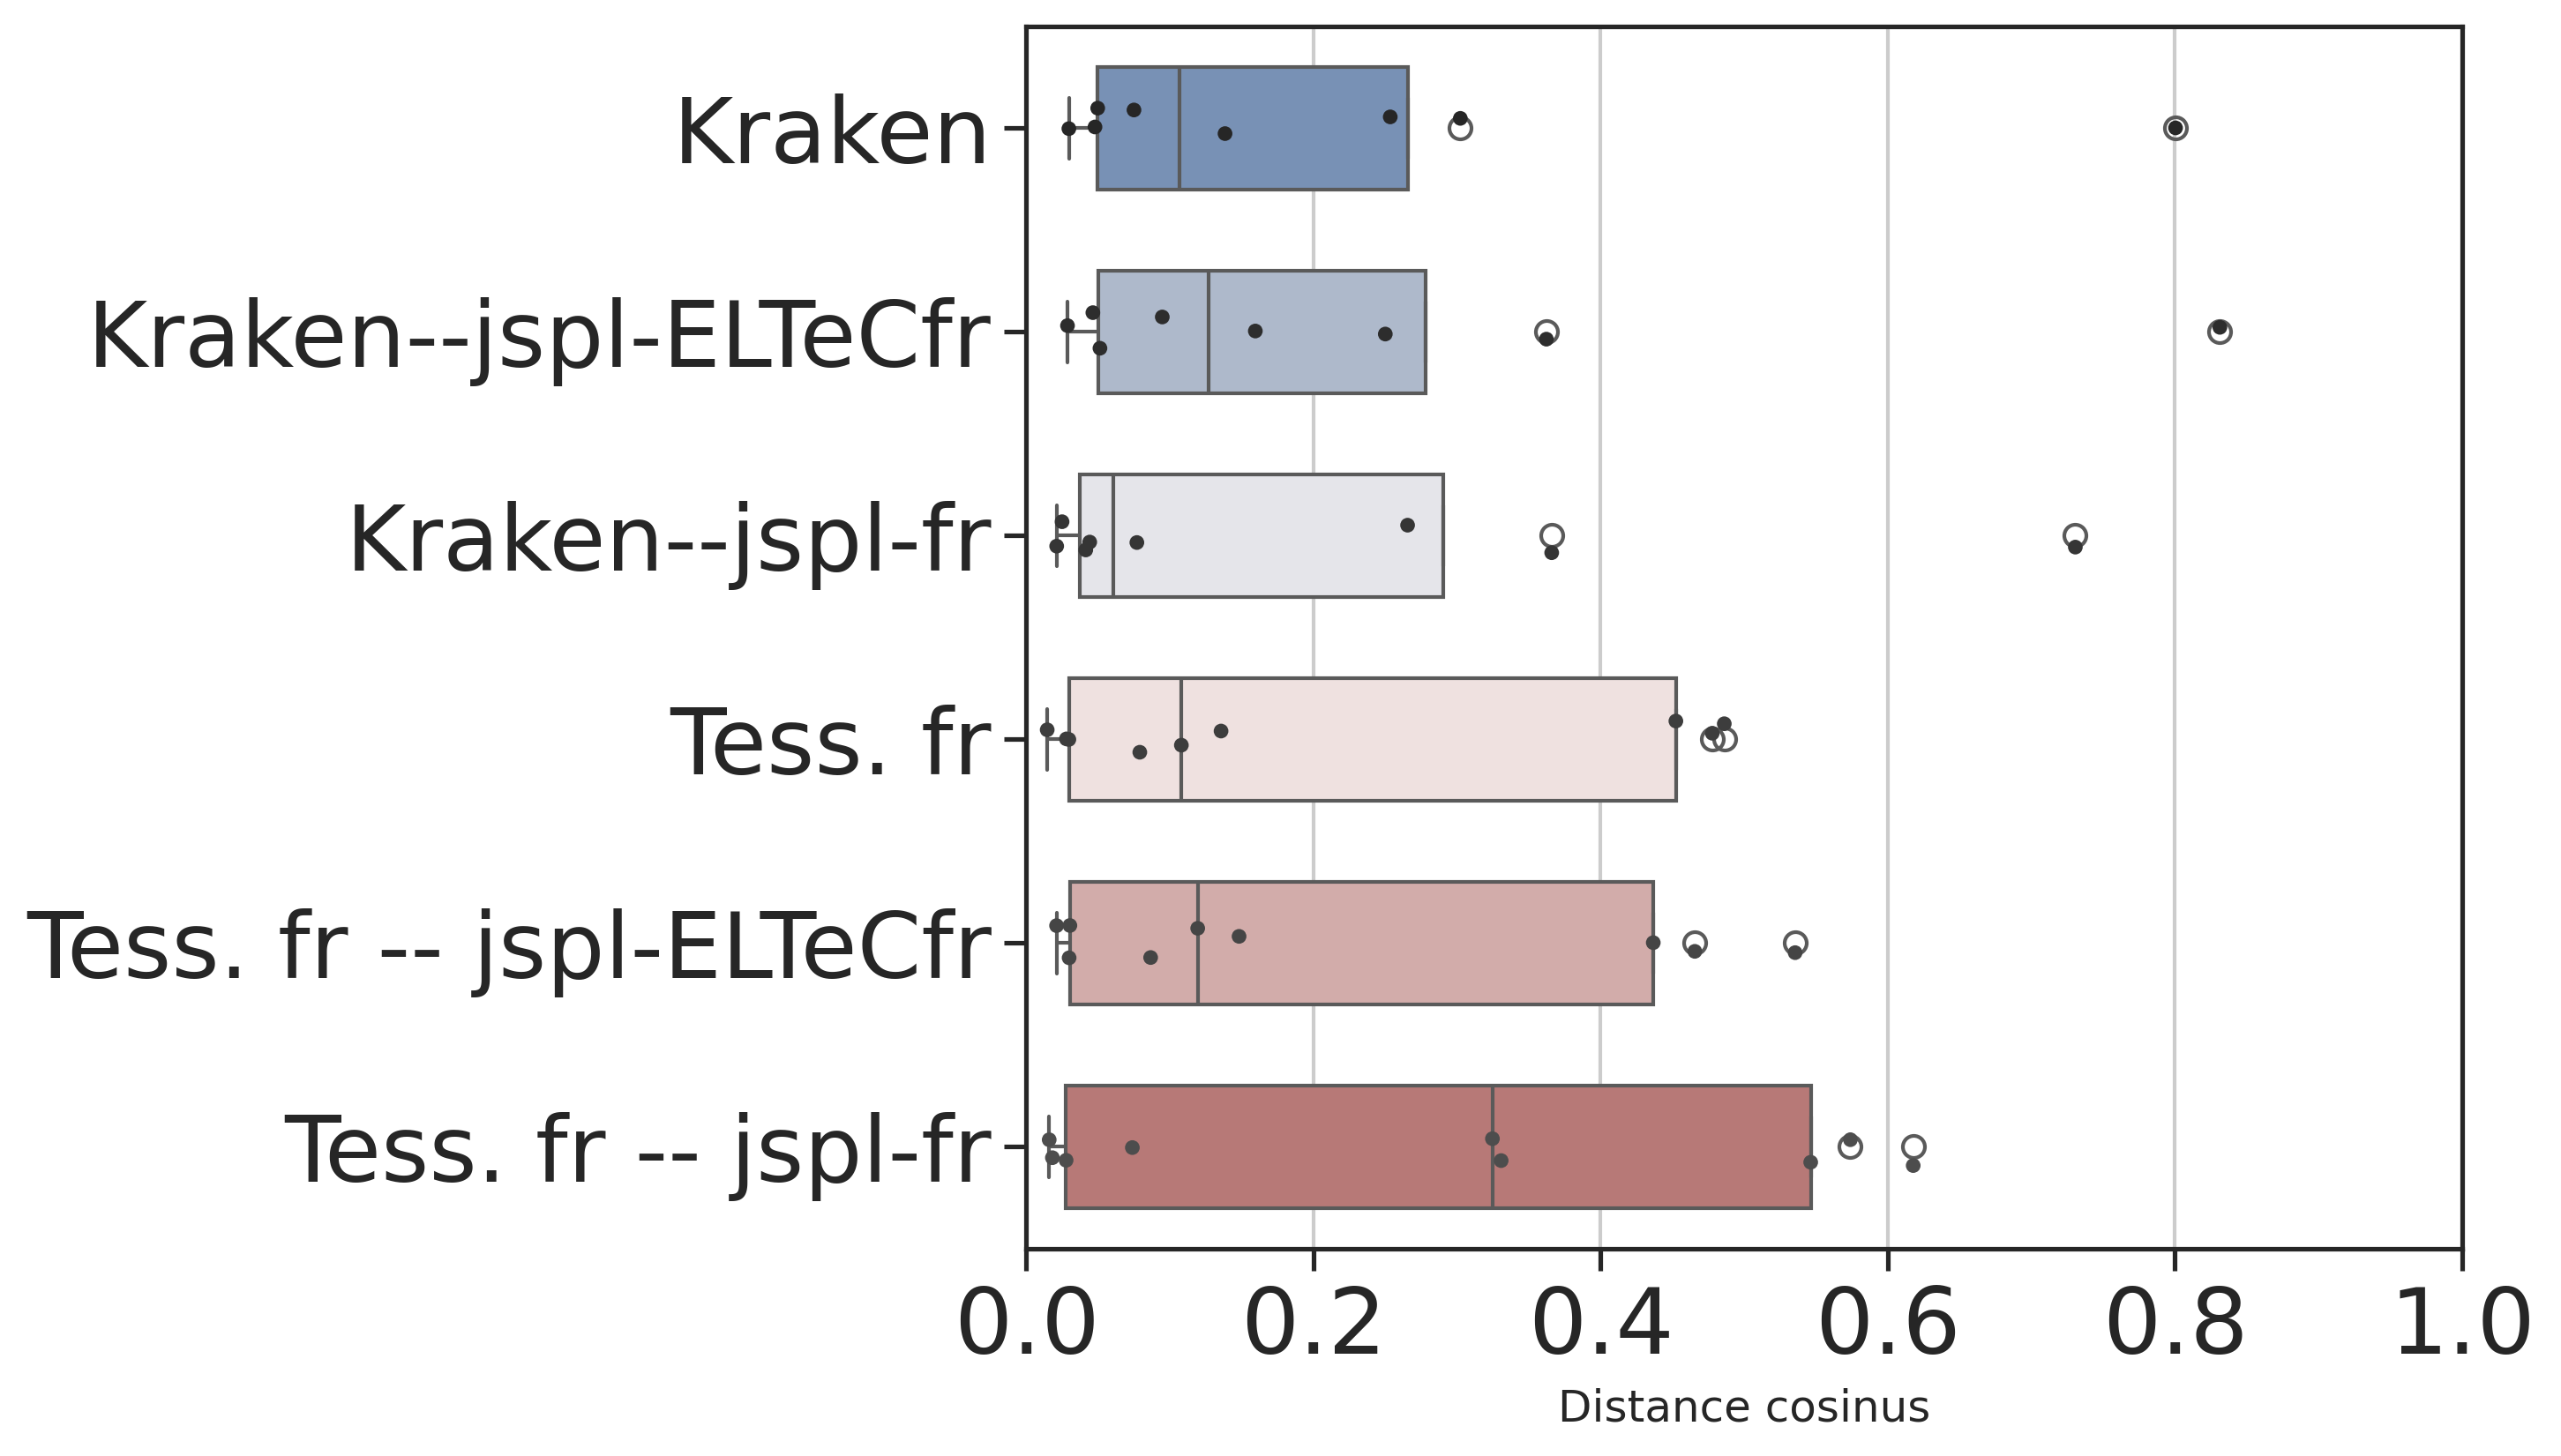 Kraken
Kraken--jspl-ELTeCfr
Kraken--jspl-fr
Tess. fr
Tess. fr -- jspl-ELTeCfr
Tess. fr -- jspl-fr
0.0 0.2 0.4 0.6 0.8 1.0
Distance cosinus